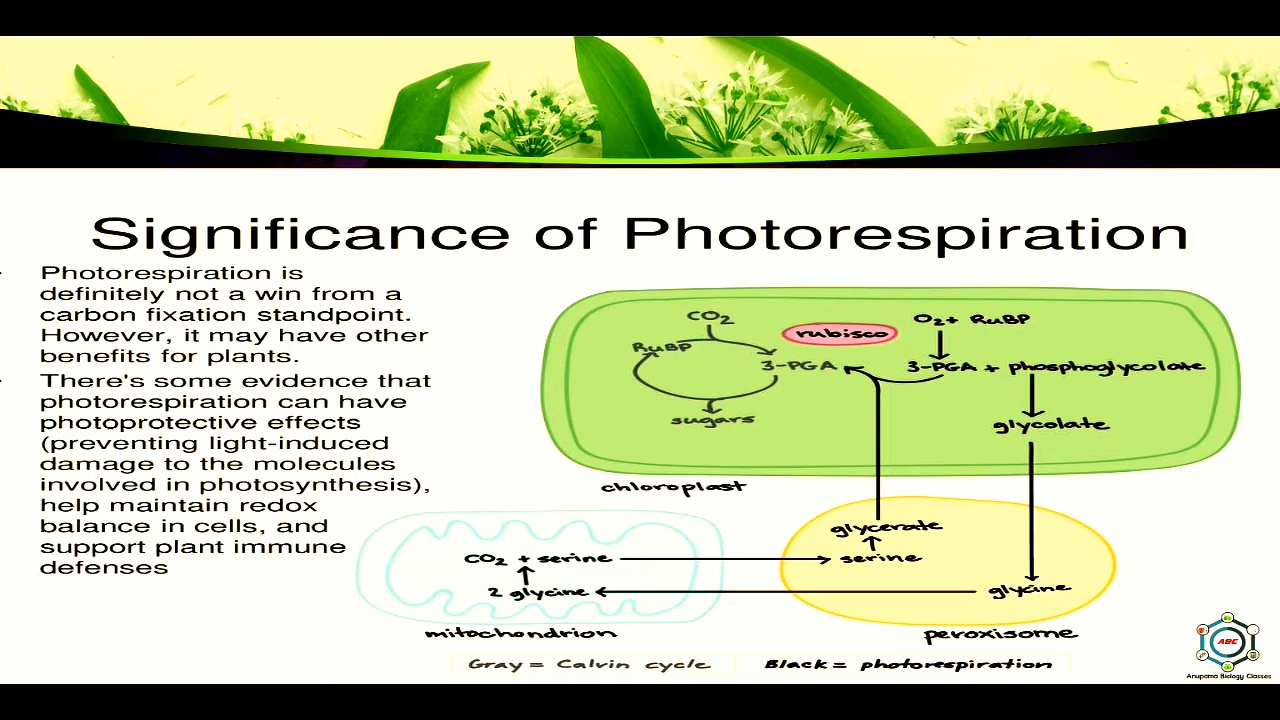 Significance of Photorespiration
Photorespiration is
definitely not a win from a
carbon fixation standpoint.
However, it may have other
benefits for plants.
There's some evidence that
photorespiration can have
photoprotective effects
(preventing light-induced
damage to the molecules
involved in photosynthesis),
help maintain redox
balance in cells, and
support plant immune
defenses
CO2
rubisco
O2 + RuBP
RuBP
3-PGA
3-PGA + phosphoglycolate
sugars
glycolate
chloroplast
glycerate
CO2 + serine
serine
2 glycine
glycine
mitochondrion
peroxisome
Gray = Calvin cycle
Black = photorespiration
ABC
Anupama Biology Classes